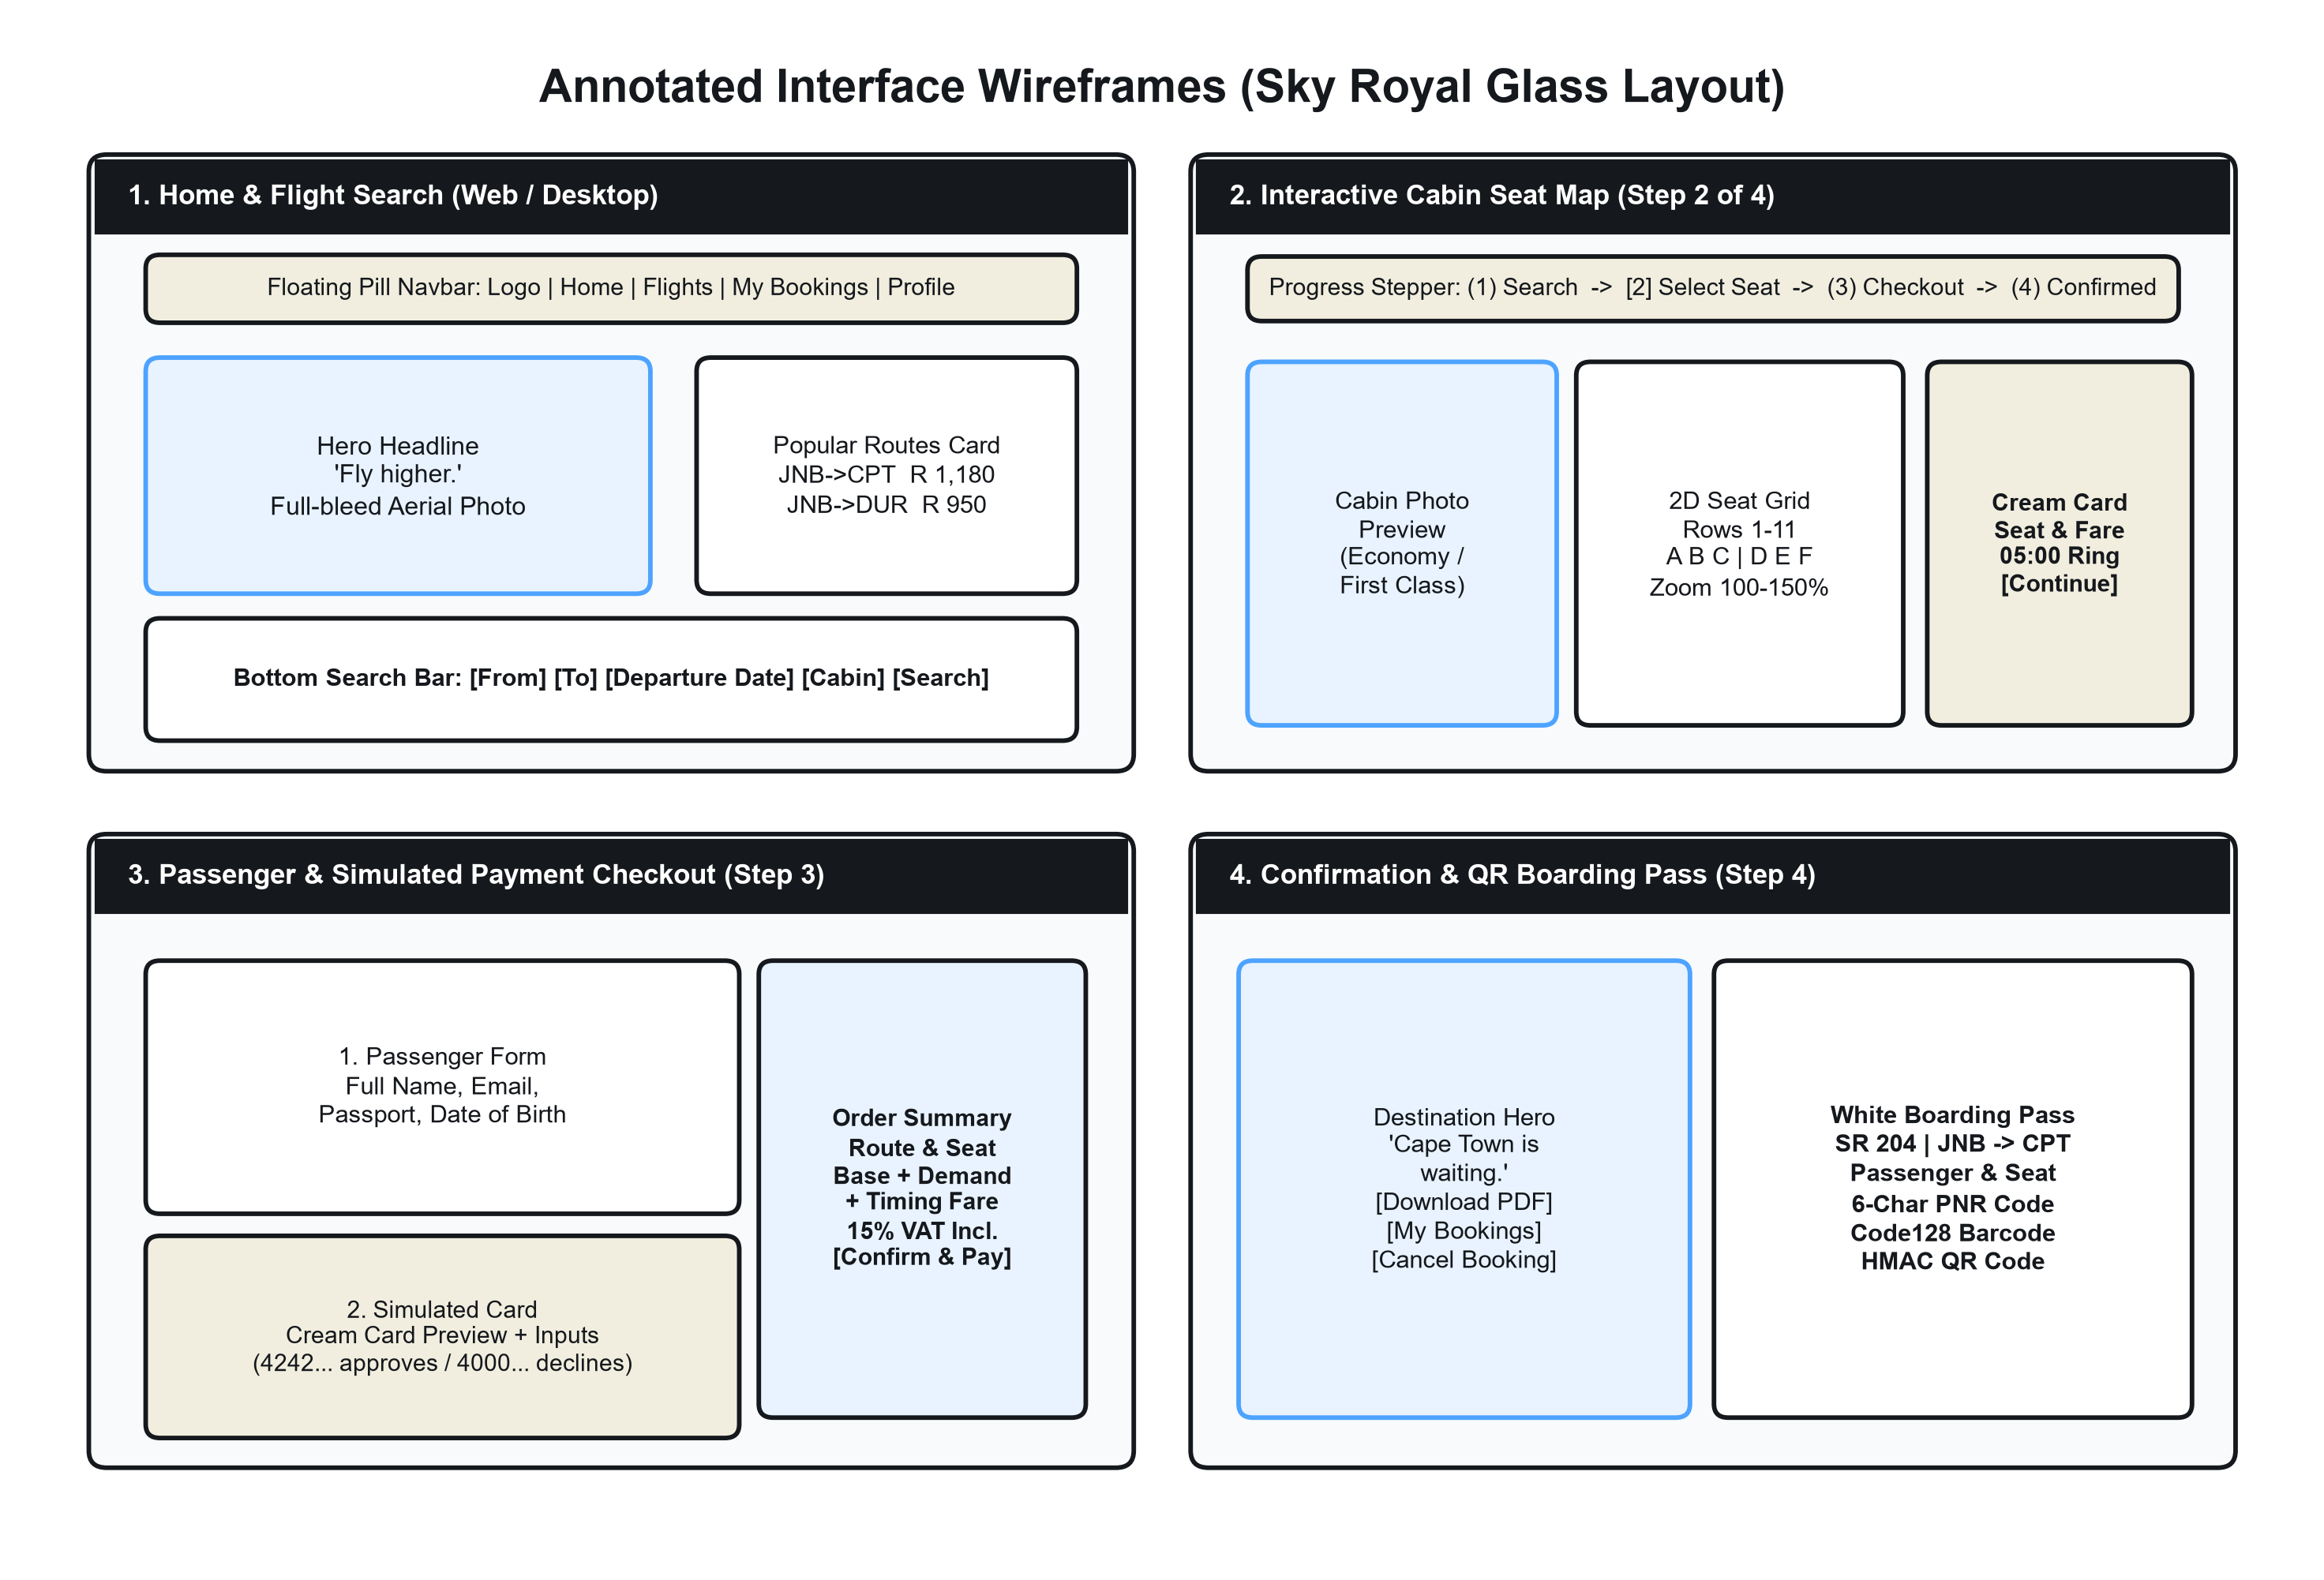 Annotated Interface Wireframes (Sky Royal Glass Layout)
1. Home & Flight Search (Web / Desktop)
Floating Pill Navbar: Logo | Home | Flights | My Bookings | Profile
Hero Headline
'Fly higher.'
Full-bleed Aerial Photo
Popular Routes Card
JNB->CPT  R 1,180
JNB->DUR  R 950
Bottom Search Bar: [From] [To] [Departure Date] [Cabin] [Search]
2. Interactive Cabin Seat Map (Step 2 of 4)
Progress Stepper: (1) Search  ->  [2] Select Seat  ->  (3) Checkout  ->  (4) Confirmed
Cabin Photo
Preview
(Economy /
First Class)
2D Seat Grid
Rows 1-11
A B C | D E F
Zoom 100-150%
Cream Card
Seat & Fare
05:00 Ring
[Continue]
3. Passenger & Simulated Payment Checkout (Step 3)
1. Passenger Form
Full Name, Email,
Passport, Date of Birth
2. Simulated Card
Cream Card Preview + Inputs
(4242... approves / 4000... declines)
Order Summary
Route & Seat
Base + Demand
+ Timing Fare
15% VAT Incl.
[Confirm & Pay]
4. Confirmation & QR Boarding Pass (Step 4)
Destination Hero
'Cape Town is
waiting.'
[Download PDF]
[My Bookings]
[Cancel Booking]
White Boarding Pass
SR 204 | JNB -> CPT
Passenger & Seat
6-Char PNR Code
Code128 Barcode
HMAC QR Code